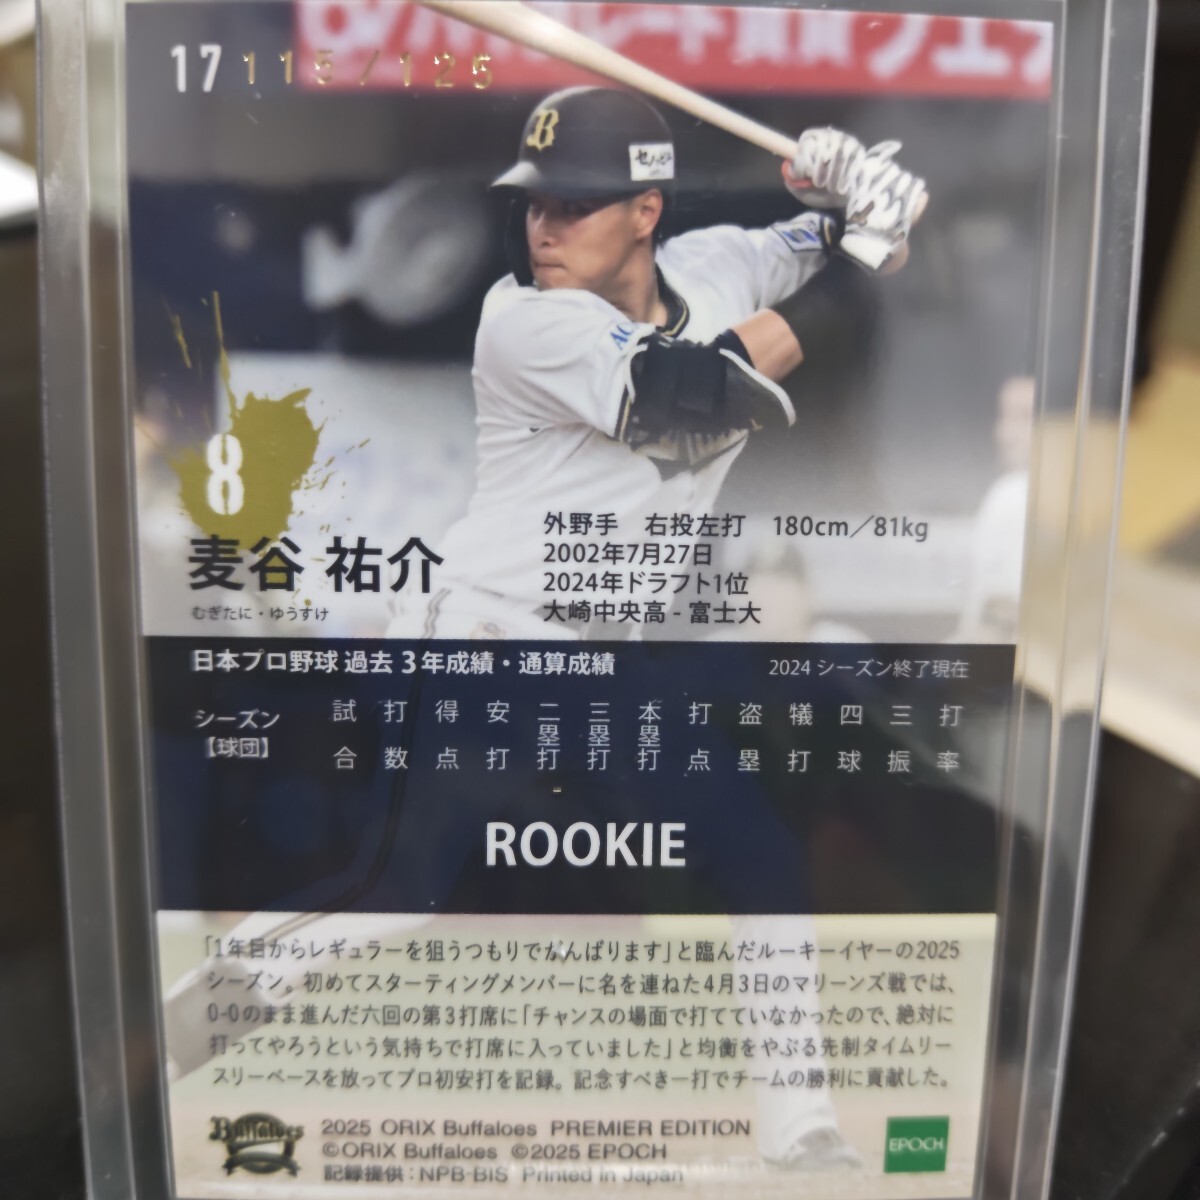 17 115/125
B
セノッピー
8
麦谷 祐介
むぎたに・ゆうすけ
外野手　右投左打　180cm／81kg
2002年7月27日
2024年ドラフト1位
大崎中央高 - 富士大
日本プロ野球 過去 3年成績・通算成績
2024 シーズン終了現在
シーズン【球団】 試合 打数 得点 安打 二塁打 三塁打 本塁打 打点 盗塁 犠打 四球 三振 打率
-
ROOKIE
「1年目からレギュラーを狙うつもりでがんばります」と臨んだルーキーイヤーの2025
シーズン。初めてスターティングメンバーに名を連ねた4月3日のマリーンズ戦では、
0-0のまま進んだ六回の第3打席に「チャンスの場面で打てていなかったので、絶対に
打ってやろうという気持ちで打席に入っていました」と均衡をやぶる先制タイムリー
スリーベースを放ってプロ初安打を記録。記念すべき一打でチームの勝利に貢献した。
Buffaloes
2025 ORIX Buffaloes PREMIER EDITION
©ORIX Buffaloes ©2025 EPOCH
記録提供：NPB-BIS Printed in Japan
EPOCH